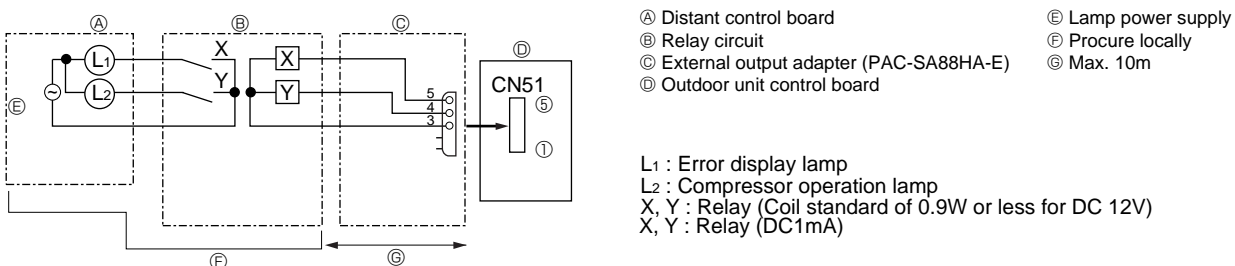 Ⓐ Ⓑ Ⓒ
Ⓓ
L1 X X
L2 Y Y
Ⓔ ~
5
4
3
CN51
⑤
①
Ⓕ Ⓖ
Ⓐ Distant control board
Ⓑ Relay circuit
Ⓒ External output adapter (PAC-SA88HA-E)
Ⓓ Outdoor unit control board
Ⓔ Lamp power supply
Ⓕ Procure locally
Ⓖ Max. 10m
L1 : Error display lamp
L2 : Compressor operation lamp
X, Y : Relay (Coil standard of 0.9W or less for DC 12V)
X, Y : Relay (DC1mA)